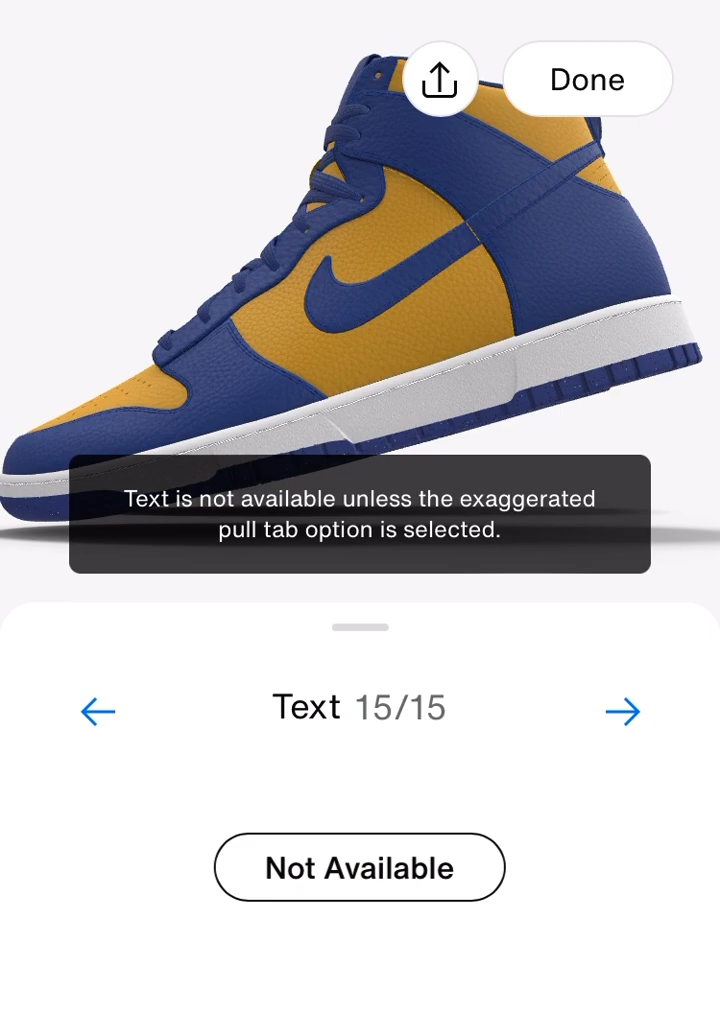 Done
Text is not available unless the exaggerated
pull tab option is selected.
Text 15/15
Not Available